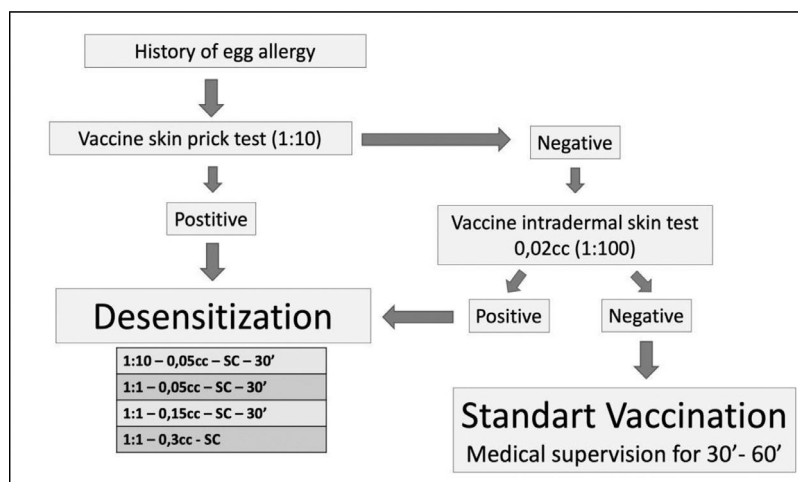 History of egg allergy
Vaccine skin prick test (1:10)
Negative
Postitive
Vaccine intradermal skin test
0,02cc (1:100)
Desensitization
Positive
Negative
1:10 – 0,05cc – SC – 30’
1:1 – 0,05cc – SC – 30’
1:1 – 0,15cc – SC – 30’
1:1 – 0,3cc - SC
Standart Vaccination
Medical supervision for 30’- 60’